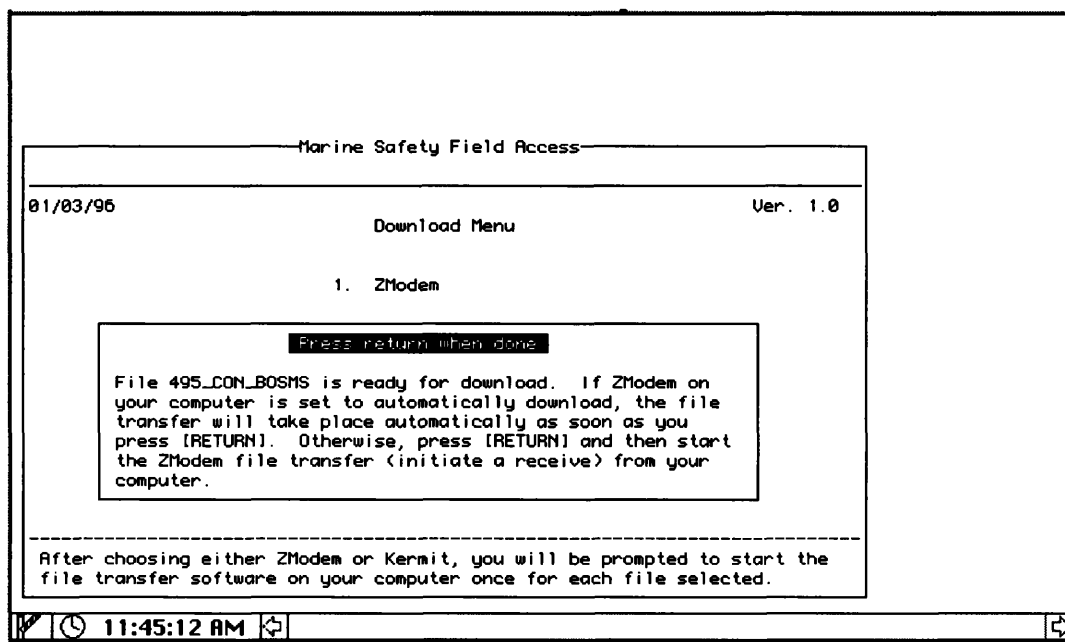 Marine Safety Field Access
01/03/96 Ver. 1.0
Download Menu
1. ZModem
Press return when done
File 495_CON_BOSMS is ready for download. If ZModem on
your computer is set to automatically download, the file
transfer will take place automatically as soon as you
press [RETURN]. Otherwise, press [RETURN] and then start
the ZModem file transfer (initiate a receive) from your
computer.
After choosing either ZModem or Kermit, you will be prompted to start the
file transfer software on your computer once for each file selected.
11:45:12 AM